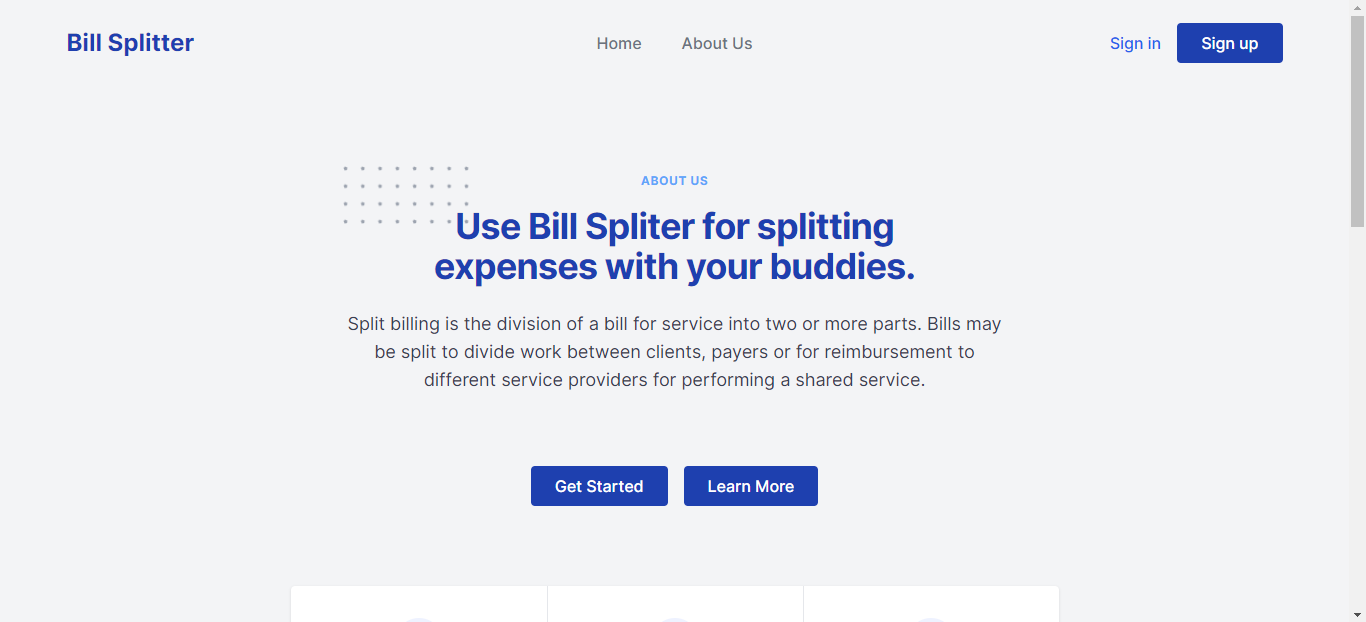 Bill Splitter
Home
About Us
Sign in
Sign up
ABOUT US
Use Bill Spliter for splitting
expenses with your buddies.
Split billing is the division of a bill for service into two or more parts. Bills may
be split to divide work between clients, payers or for reimbursement to
different service providers for performing a shared service.
Get Started
Learn More